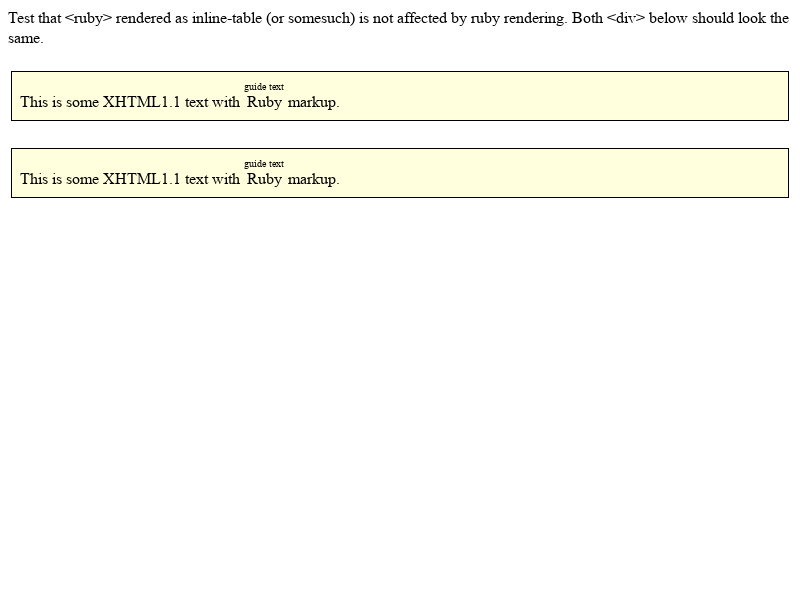 Test that <ruby> rendered as inline-table (or somesuch) is not affected by ruby rendering. Both <div> below should look the
same.
guide text
This is some XHTML1.1 text with Ruby markup.
guide text
This is some XHTML1.1 text with Ruby markup.